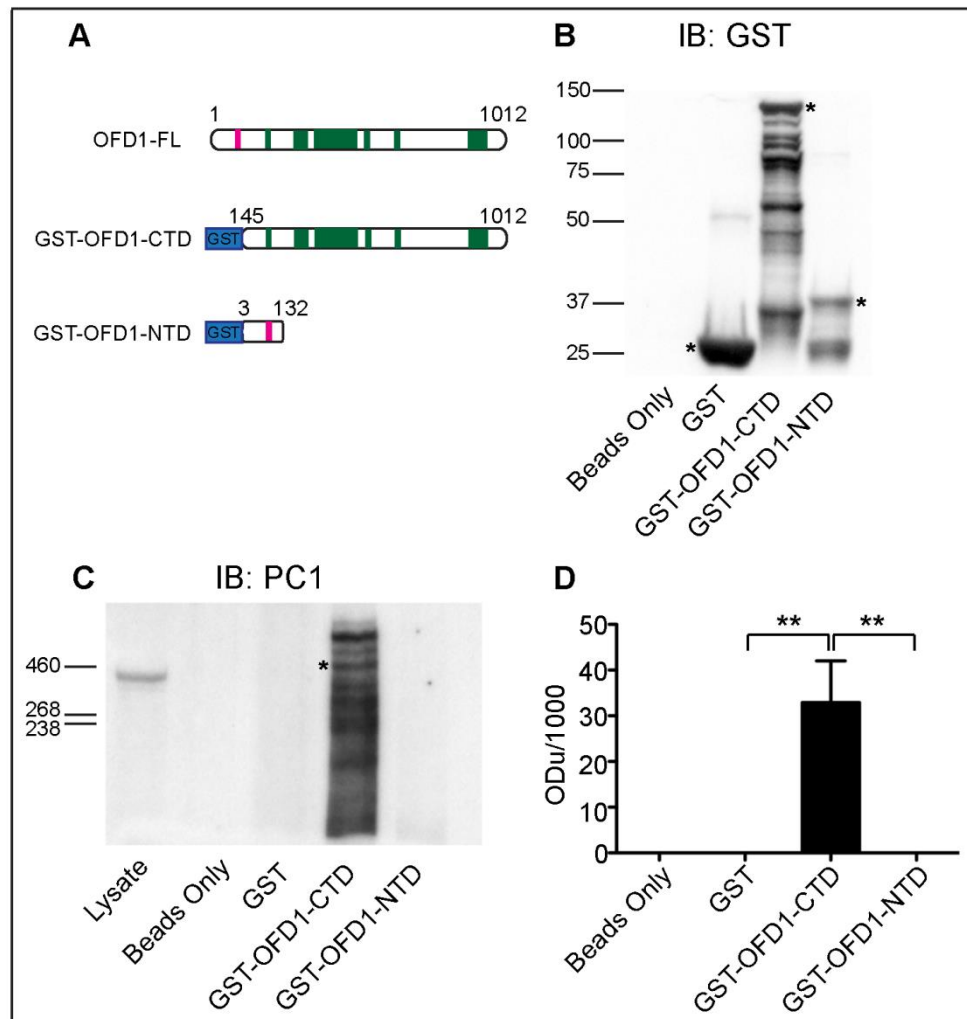 A
1 1012
OFD1-FL
145 1012
GST-OFD1-CTD GST
3 132
GST-OFD1-NTD GST
B IB: GST
150
100
75
50
37
25
*
*
*
Beads Only
GST
GST-OFD1-CTD
GST-OFD1-NTD
C IB: PC1
460
268
238
*
Lysate
Beads Only
GST
GST-OFD1-CTD
GST-OFD1-NTD
D
** **
ODu/1000
50
40
30
20
10
0
Beads Only
GST
GST-OFD1-CTD
GST-OFD1-NTD